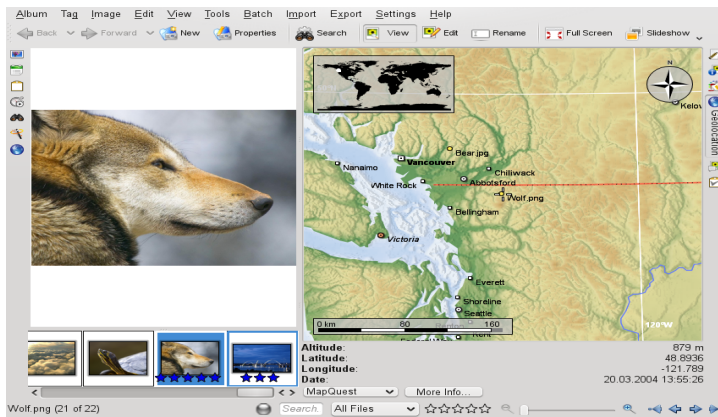 Album Tag Image Edit View Tools Batch Import Export Settings Help
Back Forward New Properties Search View Edit Rename Full Screen Slideshow
N
Kelov
Geolocation
Bear.jpg
Vancouver
Nanaimo
Chilliwack
White Rock
Abbotsford
Wolf.png
Bellingham
Victoria
Everett
Shoreline
Seattle
Kent
120°W
0 km 80 160
Altitude: 879 m
Latitude: 48.8936
Longitude: -121.789
Date: 20.03.2004 13:55:26
MapQuest More Info...
Wolf.png (21 of 22) Search. All Files